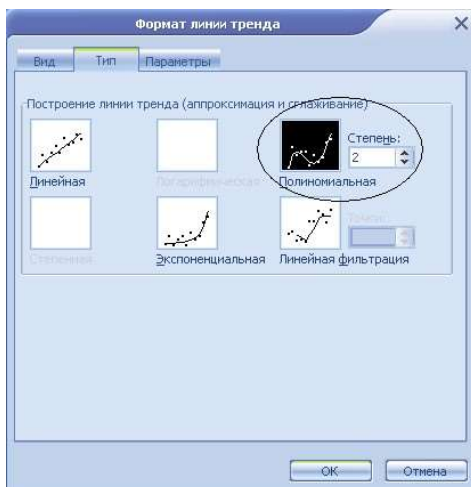 Формат линии тренда
Вид Тип Параметры
Построение линии тренда (аппроксимация и сглаживание)
Степень:
2
Линейная Логарифмическая Полиномиальная
Точки:
Степенная Экспоненциальная Линейная фильтрация
ОК Отмена